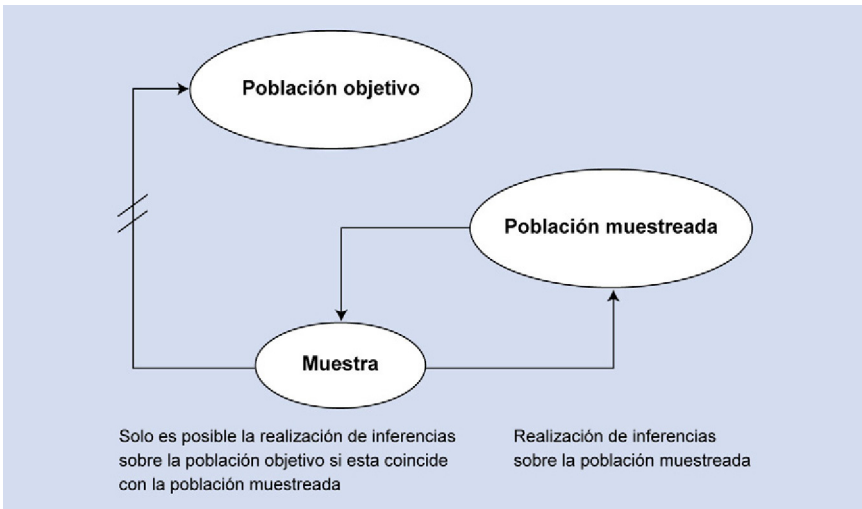 Población objetivo
Población muestreada
Muestra
Solo es posible la realización de inferencias
sobre la población objetivo si esta coincide
con la población muestreada
Realización de inferencias
sobre la población muestreada